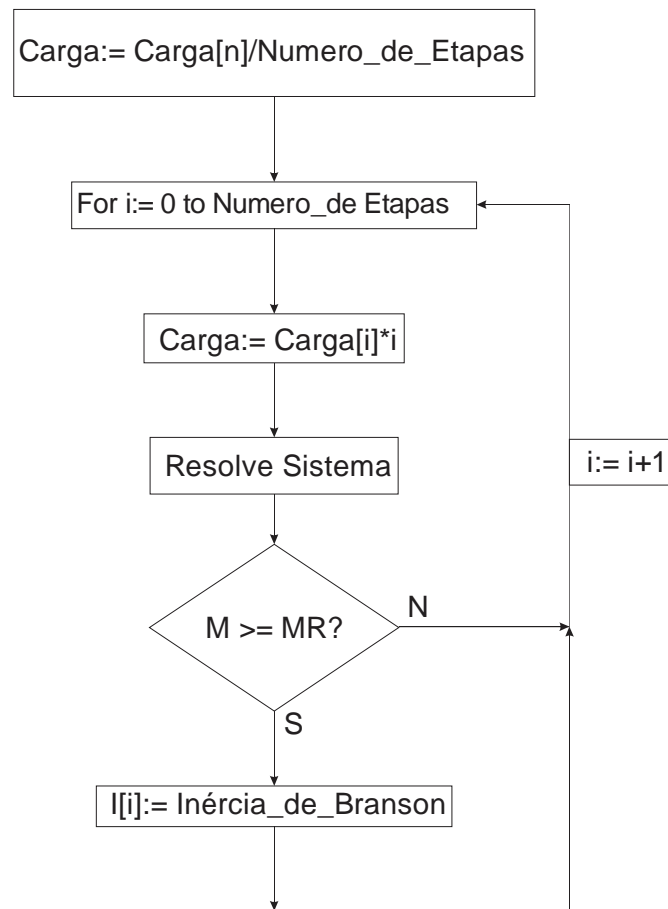 Carga:= Carga[n]/Numero_de_Etapas
For i:= 0 to Numero_de Etapas
Carga:= Carga[i]*i
Resolve Sistema
i:= i+1
M >= MR?
N
S
I[i]:= Inércia_de_Branson